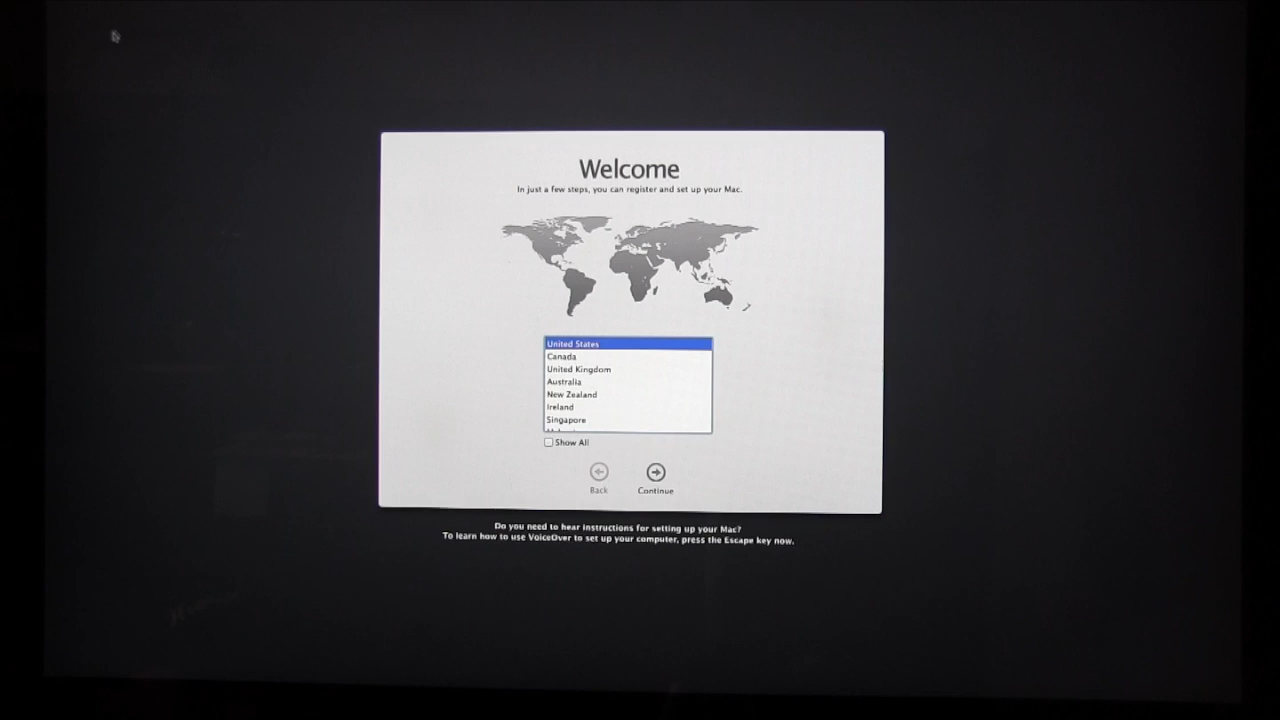 Welcome
In just a few steps, you can register and set up your Mac.
United States
Canada
United Kingdom
Australia
New Zealand
Ireland
Singapore
Show All
Back
Continue
Do you need to hear instructions for setting up your Mac?
To learn how to use VoiceOver to set up your computer, press the Escape key now.